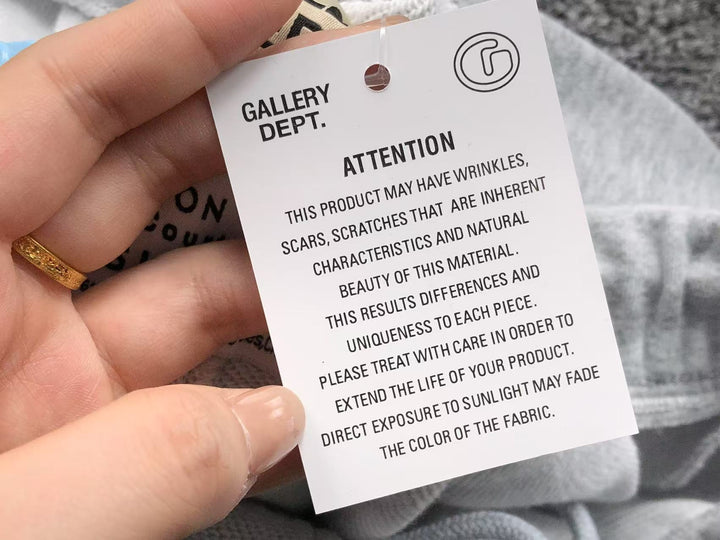 GALLERY
DEPT.
G
ATTENTION
THIS PRODUCT MAY HAVE WRINKLES,
SCARS, SCRATCHES THAT ARE INHERENT
CHARACTERISTICS AND NATURAL
BEAUTY OF THIS MATERIAL.
THIS RESULTS DIFFERENCES AND
UNIQUENESS TO EACH PIECE.
PLEASE TREAT WITH CARE IN ORDER TO
EXTEND THE LIFE OF YOUR PRODUCT.
DIRECT EXPOSURE TO SUNLIGHT MAY FADE
THE COLOR OF THE FABRIC.
ON